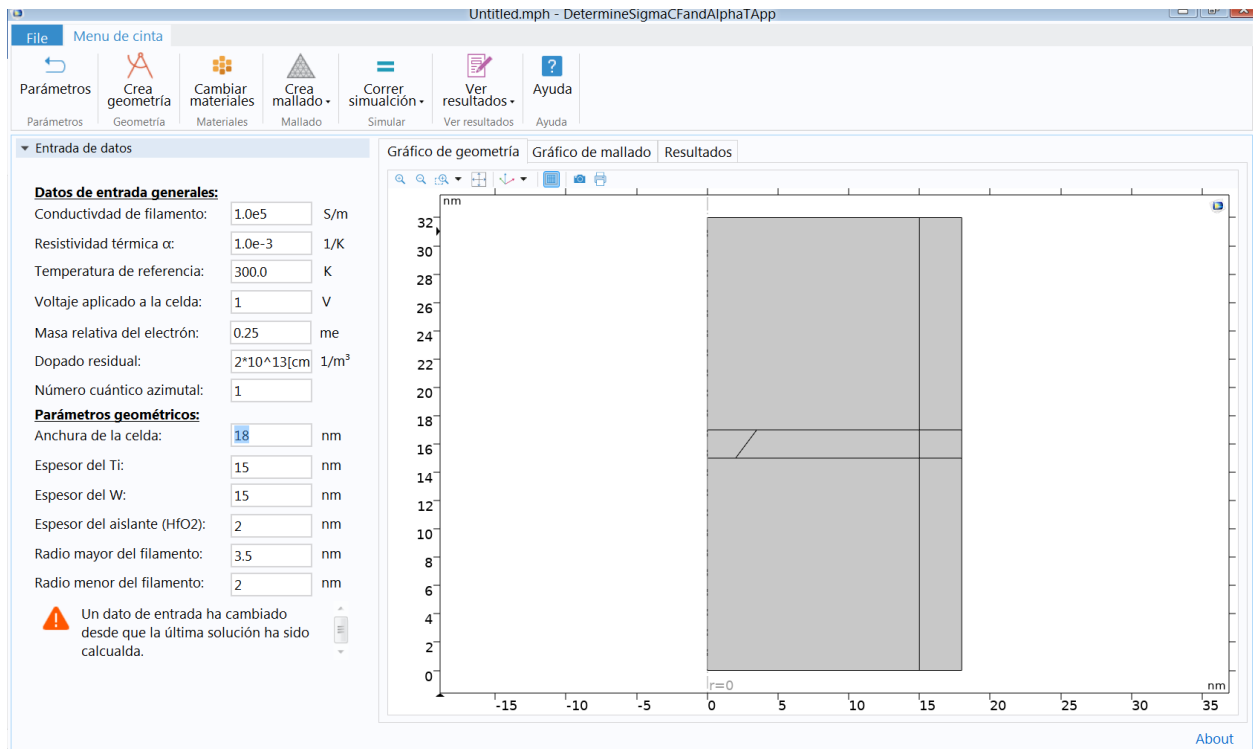 Untitled.mph - DetermineSigmaCFandAlphaTApp
File Menu de cinta
Parámetros
Crea geometría
Cambiar materiales
Crea mallado
Correr simualción
Ver resultados
Ayuda
Parámetros Geometría Materiales Mallado Simular Ver resultados Ayuda
Entrada de datos
Datos de entrada generales:
Conductividad de filamento: 1.0e5 S/m
Resistividad térmica α: 1.0e-3 1/K
Temperatura de referencia: 300.0 K
Voltaje aplicado a la celda: 1 V
Masa relativa del electrón: 0.25 me
Dopado residual: 2*10^13[cm 1/m³
Número cuántico azimutal: 1
Parámetros geométricos:
Anchura de la celda: 18 nm
Espesor del Ti: 15 nm
Espesor del W: 15 nm
Espesor del aislante (HfO2): 2 nm
Radio mayor del filamento: 3.5 nm
Radio menor del filamento: 2 nm
Un dato de entrada ha cambiado
desde que la última solución ha sido
calcualda.
Gráfico de geometría Gráfico de mallado Resultados
nm
32
30
28
26
24
22
20
18
16
14
12
10
8
6
4
2
0
r=0
nm
-15 -10 -5 0 5 10 15 20 25 30 35
About